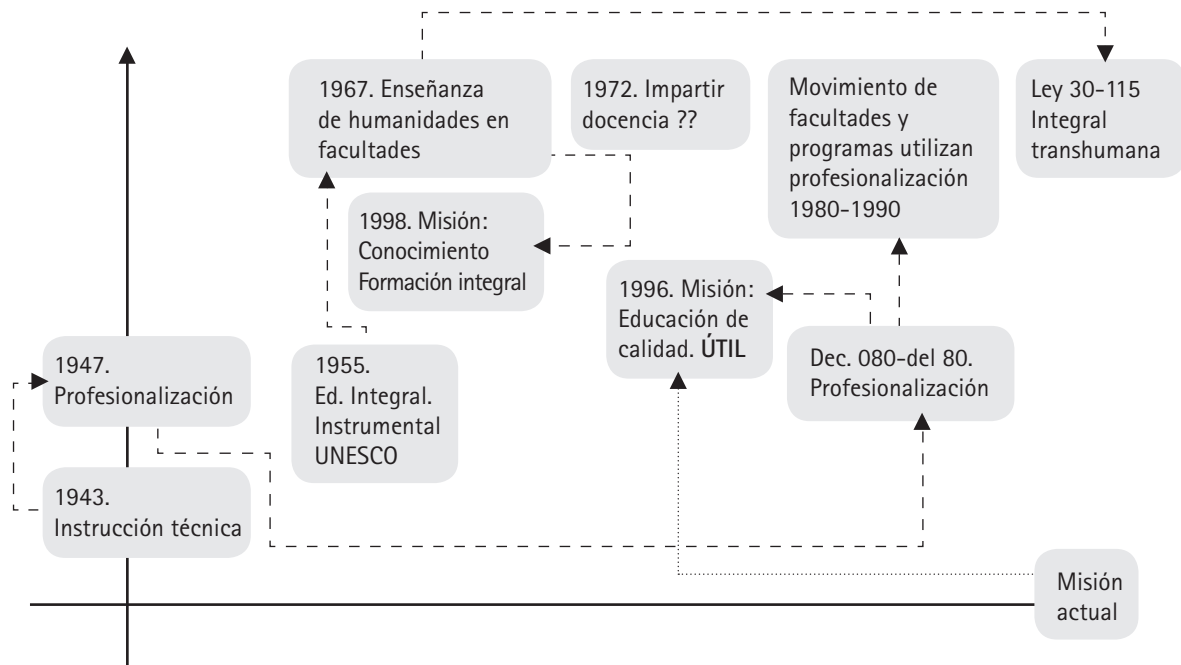 1967. Enseñanza
de humanidades en
facultades
1972. Impartir
docencia ??
Movimiento de
facultades y
programas utilizan
profesionalización
1980-1990
Ley 30-115
Integral
transhumana
1998. Misión:
Conocimiento
Formación integral
1996. Misión:
Educación de
calidad. ÚTIL
1947.
Profesionalización
1955.
Ed. Integral.
Instrumental
UNESCO
Dec. 080-del 80.
Profesionalización
1943.
Instrucción técnica
Misión
actual